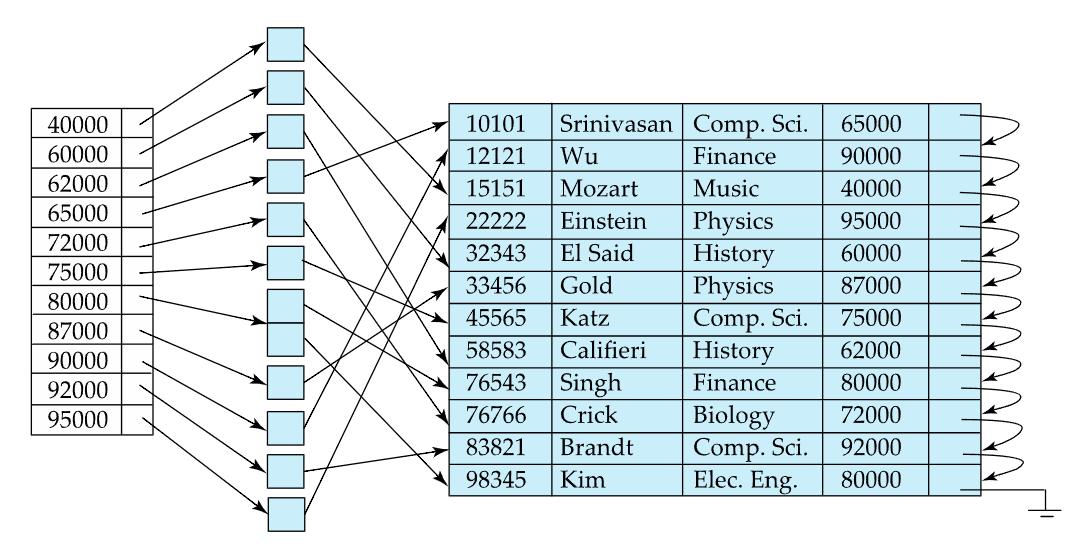 40000
60000
62000
65000
72000
75000
80000
87000
90000
92000
95000
10101 Srinivasan Comp. Sci. 65000
12121 Wu Finance 90000
15151 Mozart Music 40000
22222 Einstein Physics 95000
32343 El Said History 60000
33456 Gold Physics 87000
45565 Katz Comp. Sci. 75000
58583 Califieri History 62000
76543 Singh Finance 80000
76766 Crick Biology 72000
83821 Brandt Comp. Sci. 92000
98345 Kim Elec. Eng. 80000